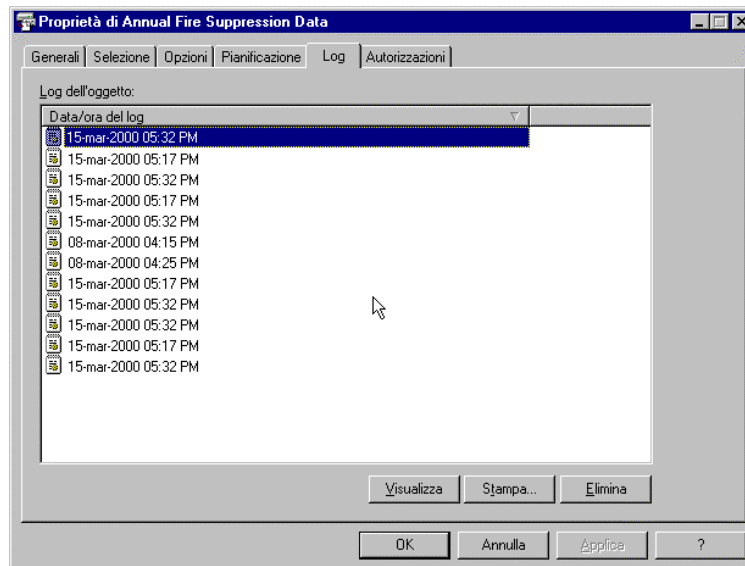 Proprietà di Annual Fire Suppression Data
Generali Selezione Opzioni Pianificazione Log Autorizzazioni
Log dell'oggetto:
Data/ora del log
15-mar-2000 05:32 PM
15-mar-2000 05:17 PM
15-mar-2000 05:32 PM
15-mar-2000 05:17 PM
15-mar-2000 05:32 PM
08-mar-2000 04:15 PM
08-mar-2000 04:25 PM
15-mar-2000 05:17 PM
15-mar-2000 05:32 PM
15-mar-2000 05:32 PM
15-mar-2000 05:17 PM
15-mar-2000 05:32 PM
Visualizza Stampa... Elimina
OK Annulla Applica ?